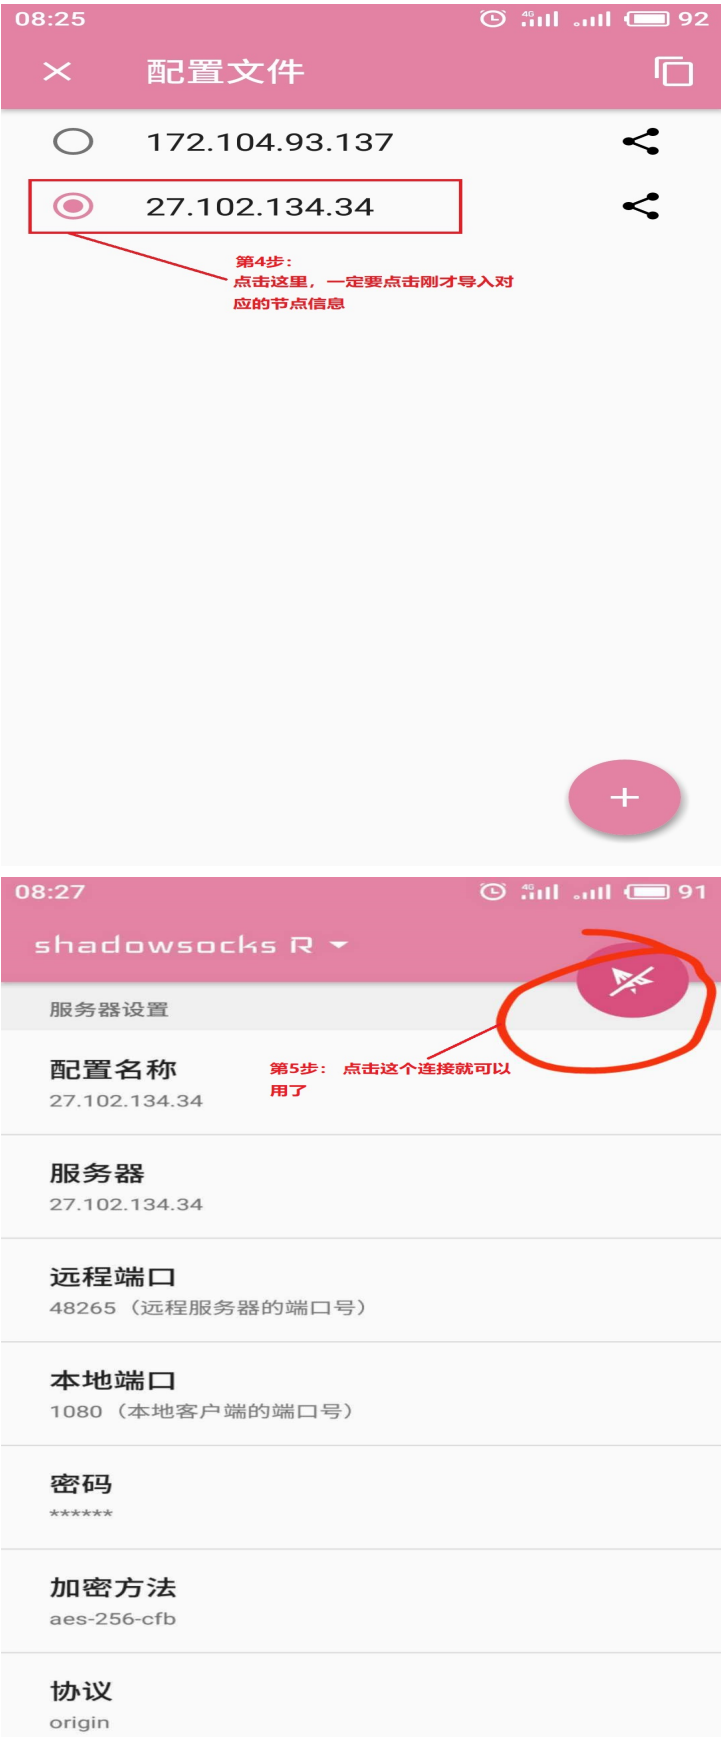 08:25
4G
92
配置文件
172.104.93.137
27.102.134.34
第4步：
点击这里，一定要点击刚才导入对
应的节点信息
08:27
4G
91
shadowsocks R
服务器设置
配置名称
27.102.134.34
第5步： 点击这个连接就可以
用了
服务器
27.102.134.34
远程端口
48265（远程服务器的端口号）
本地端口
1080（本地客户端的端口号）
密码
******
加密方法
aes-256-cfb
协议
origin